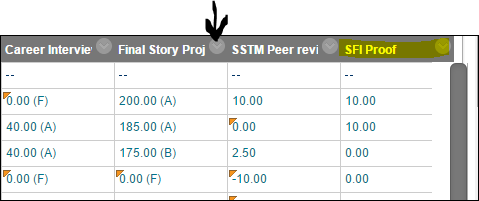 Career Interview Final Story Proj SSTM Peer revi SFI Proof
-- -- -- --
0.00 (F) 200.00 (A) 10.00 10.00
40.00 (A) 185.00 (A) 0.00 10.00
40.00 (A) 175.00 (B) 2.50 0.00
0.00 (F) 0.00 (F) -10.00 0.00